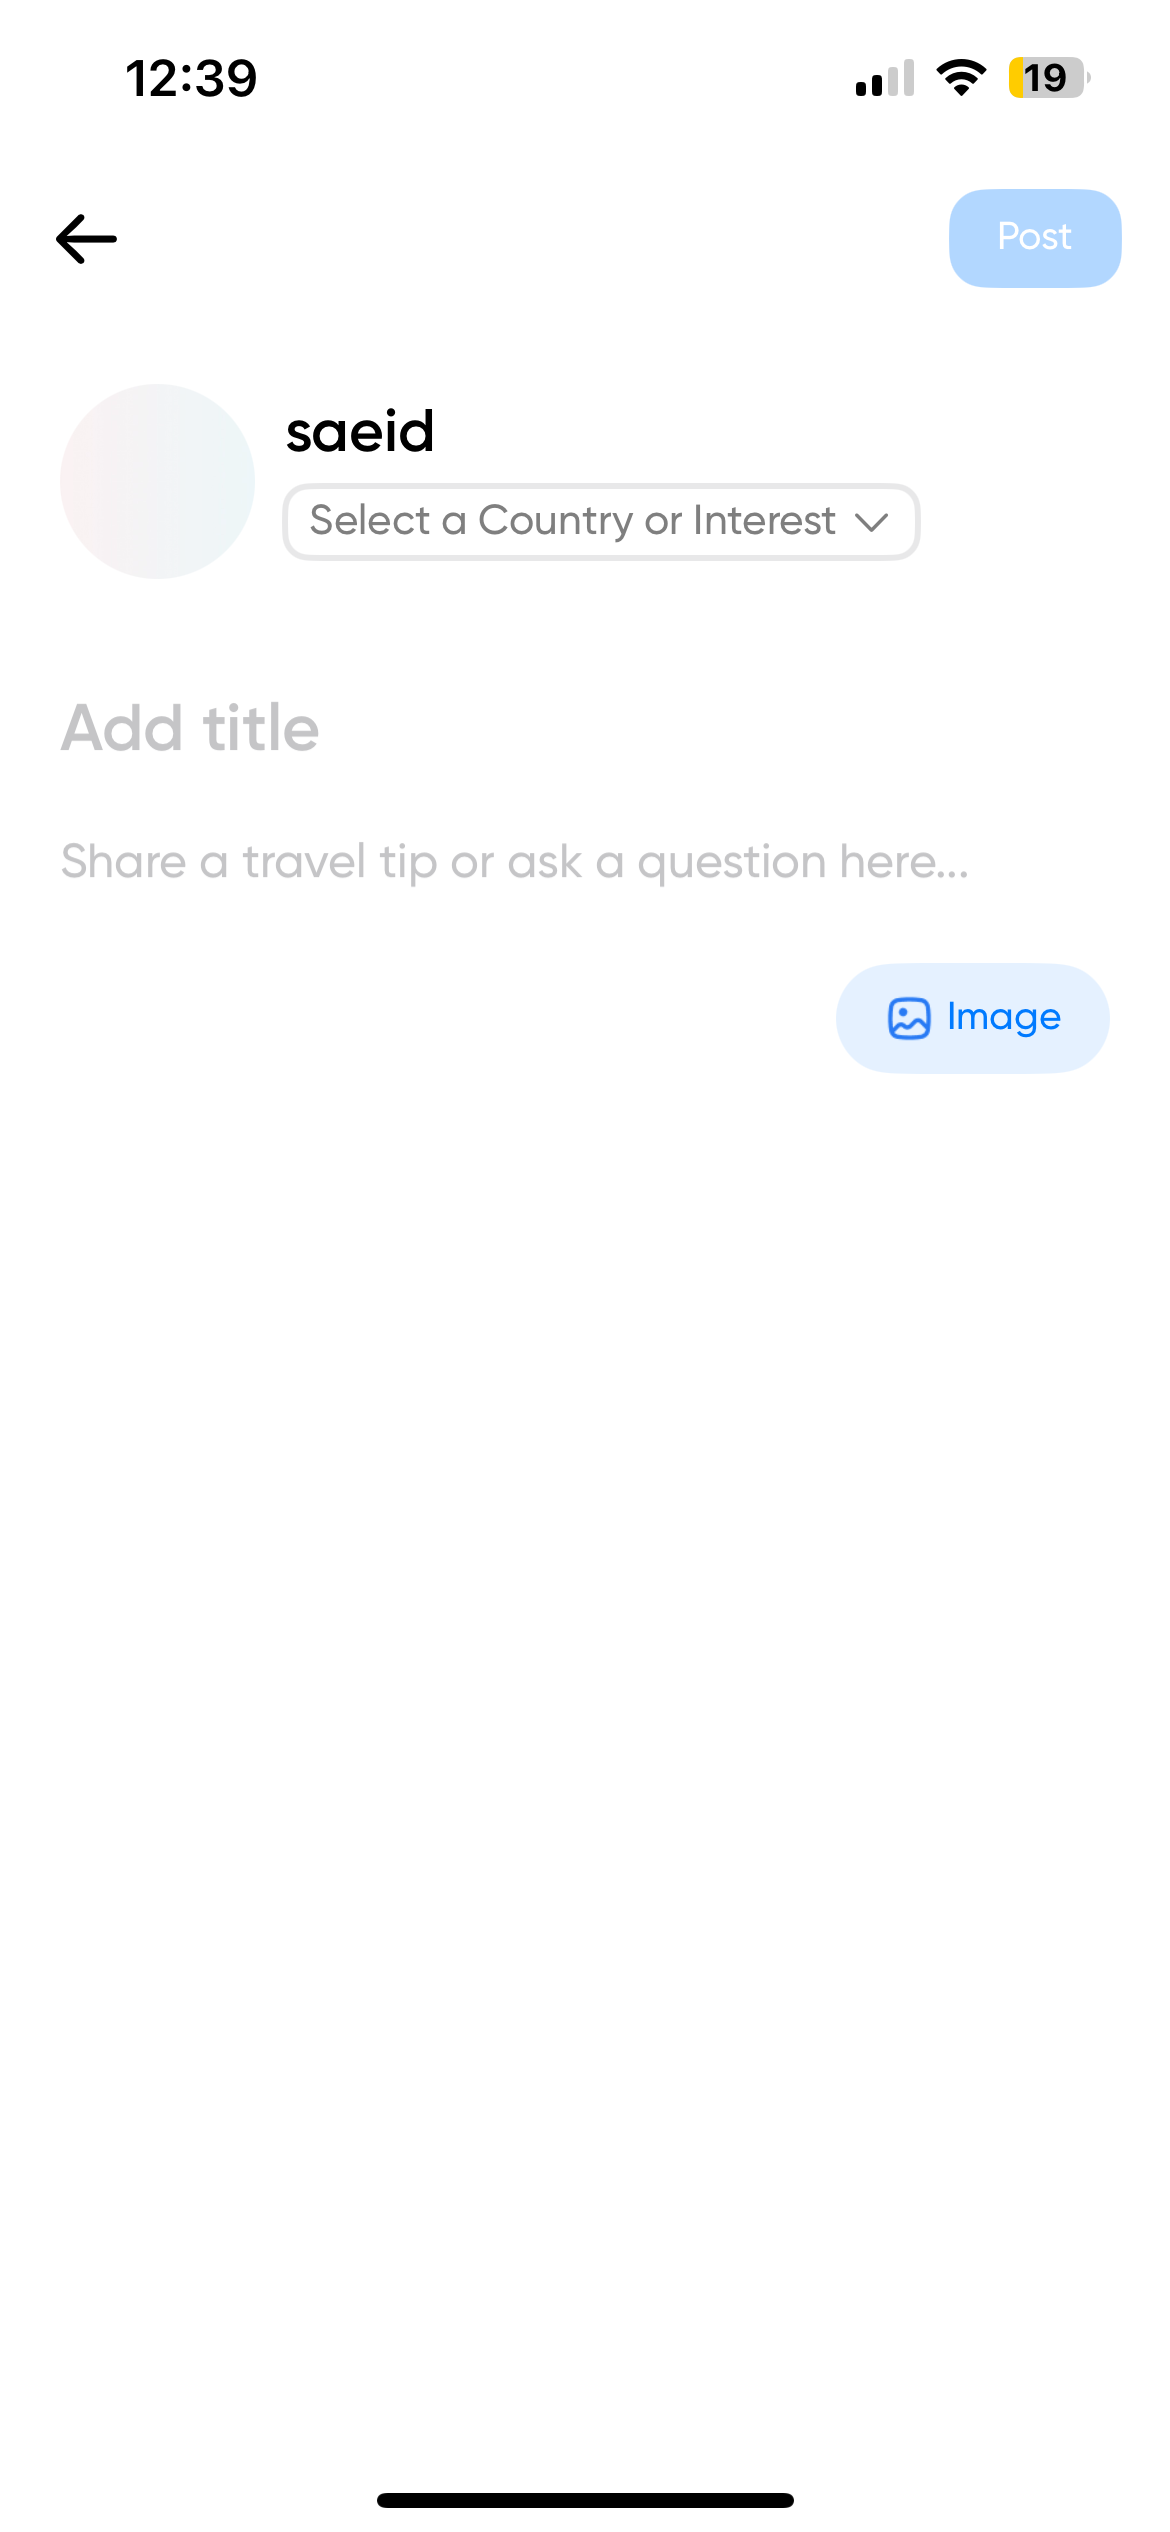 12:39
19
Post
saeid
Select a Country or Interest
Add title
Share a travel tip or ask a question here...
Image